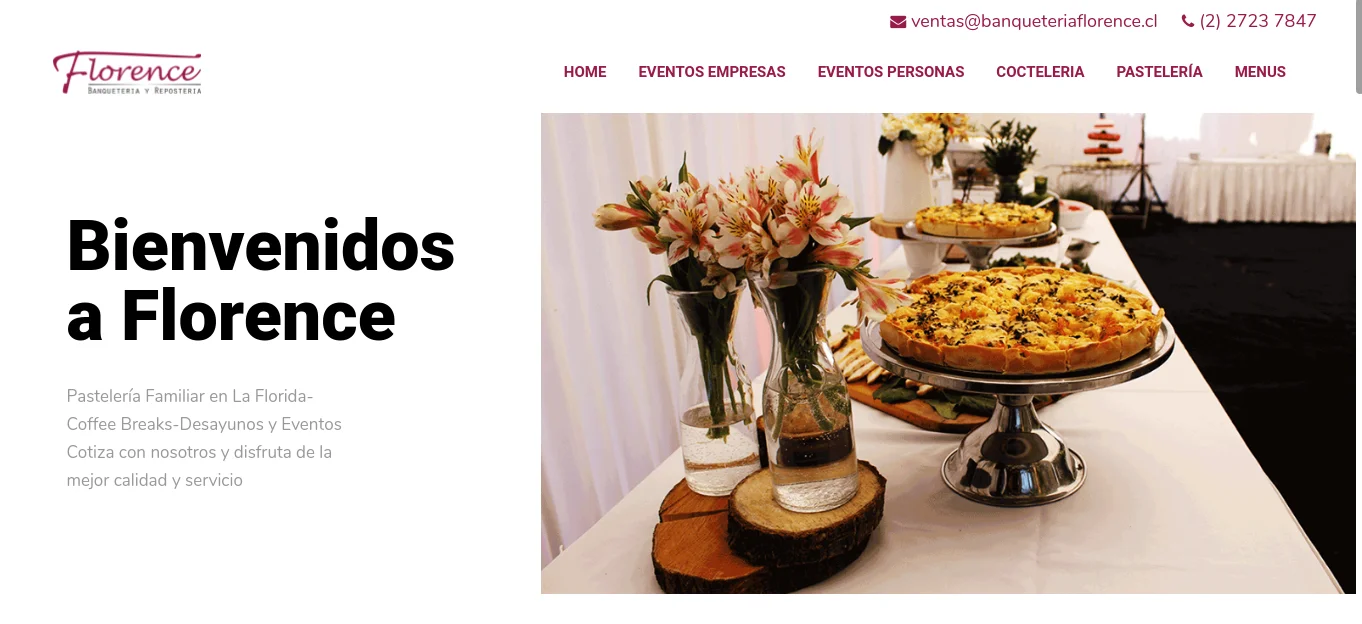 ventas@banqueteriaflorence.cl (2) 2723 7847
Florence
BANQUETERIA Y REPOSTERIA
HOME EVENTOS EMPRESAS EVENTOS PERSONAS COCTELERIA PASTELERÍA MENUS
Bienvenidos
a Florence
Pastelería Familiar en La Florida-
Coffee Breaks-Desayunos y Eventos
Cotiza con nosotros y disfruta de la
mejor calidad y servicio